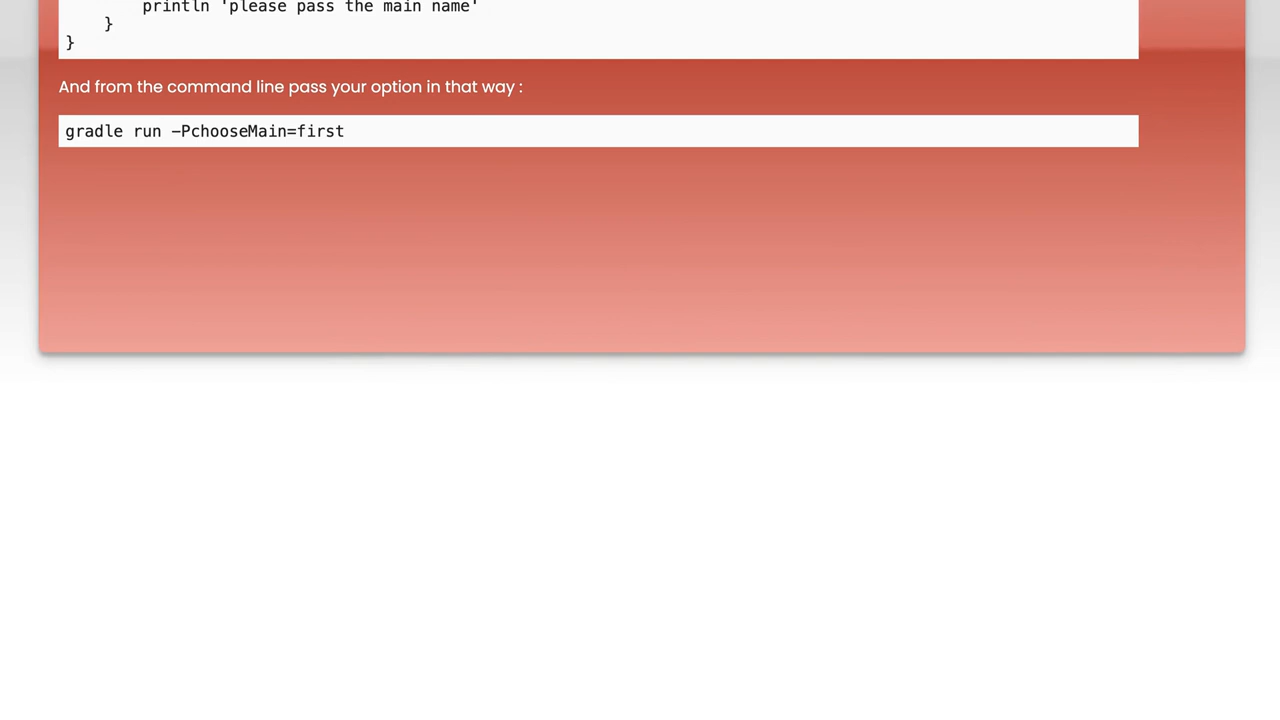 println 'please pass the main name'
}
}
And from the command line pass your option in that way :
gradle run -PchooseMain=first